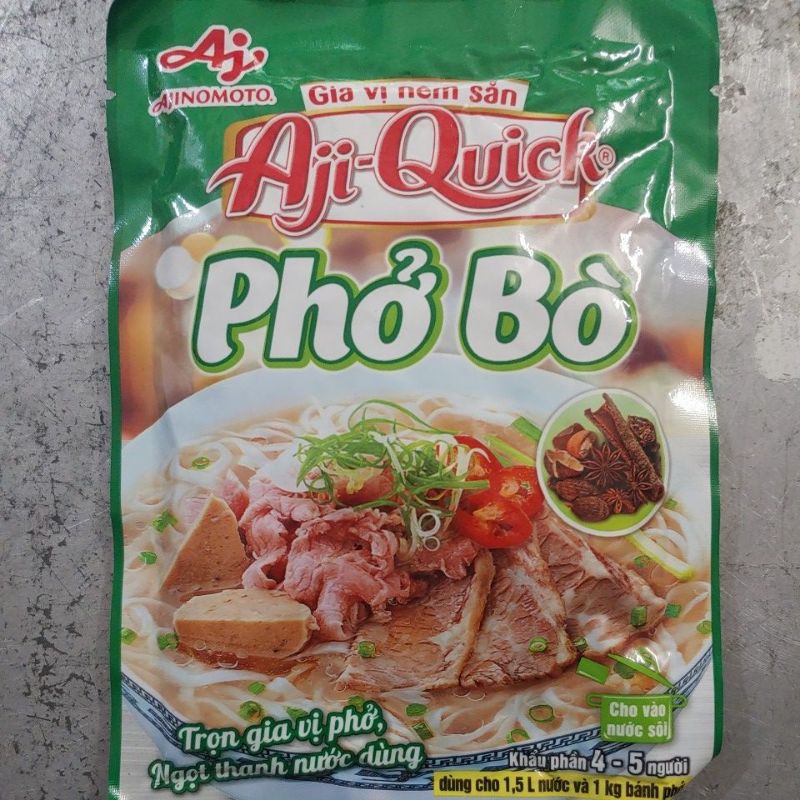 Aj
AJINOMOTO.
Gia vị nêm sẵn
Aji-Quick®
Phở Bò
Trọn gia vị phở,
Ngọt thanh nước dùng
Cho vào
nước sôi
Khẩu phần 4 - 5 người
dùng cho 1,5 L nước và 1 kg bánh phở